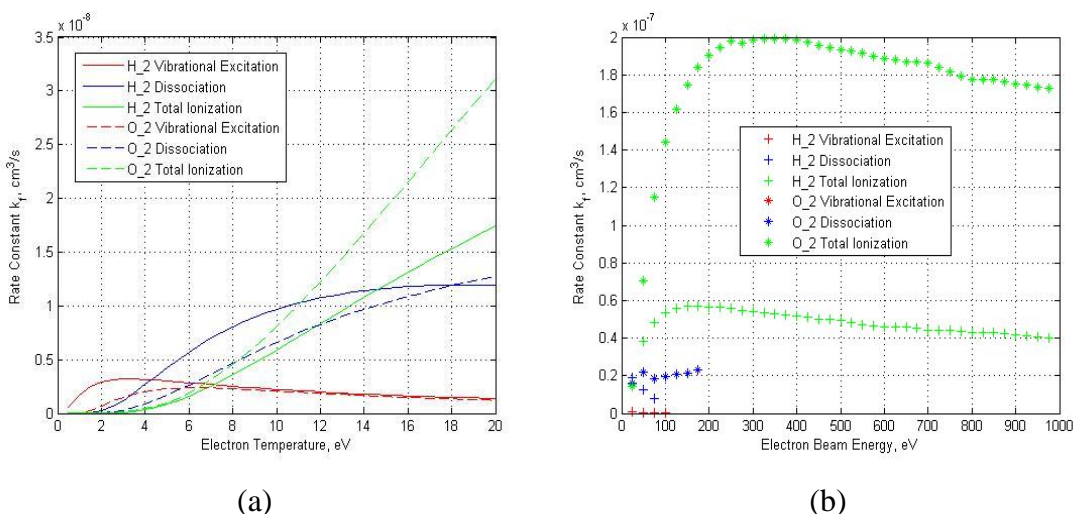 x 10^-8
3.5
3
2.5
2
1.5
1
0.5
0
Rate Constant k_f, cm^3/s
H_2 Vibrational Excitation
H_2 Dissociation
H_2 Total Ionization
O_2 Vibrational Excitation
O_2 Dissociation
O_2 Total Ionization
0 2 4 6 8 10 12 14 16 18 20
Electron Temperature, eV
(a)
x 10^-7
2
1.8
1.6
1.4
1.2
1
0.8
0.6
0.4
0.2
0
Rate Constant k_f, cm^3/s
H_2 Vibrational Excitation
H_2 Dissociation
H_2 Total Ionization
O_2 Vibrational Excitation
O_2 Dissociation
O_2 Total Ionization
0 100 200 300 400 500 600 700 800 900 1000
Electron Beam Energy, eV
(b)